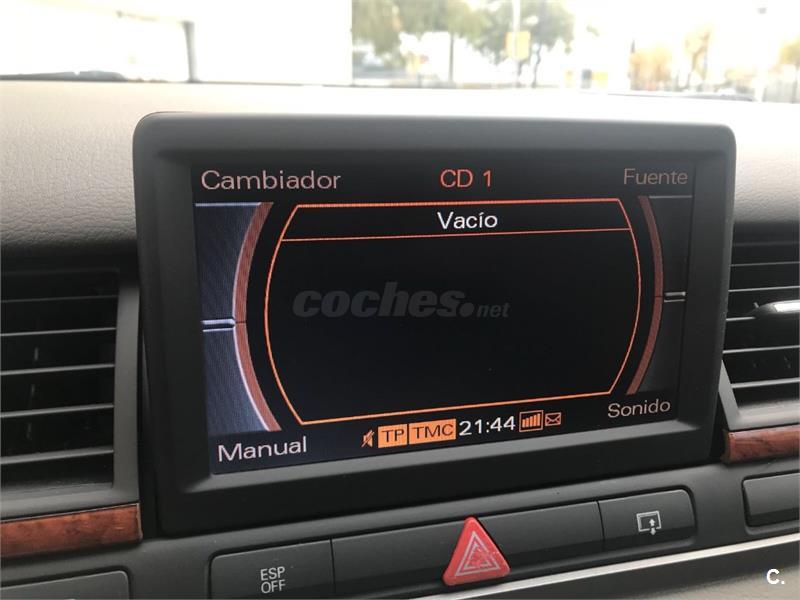 Cambiador CD 1 Fuente
Vacío
coches.net
Manual TP TMC 21:44 Sonido
ESP
OFF
C.